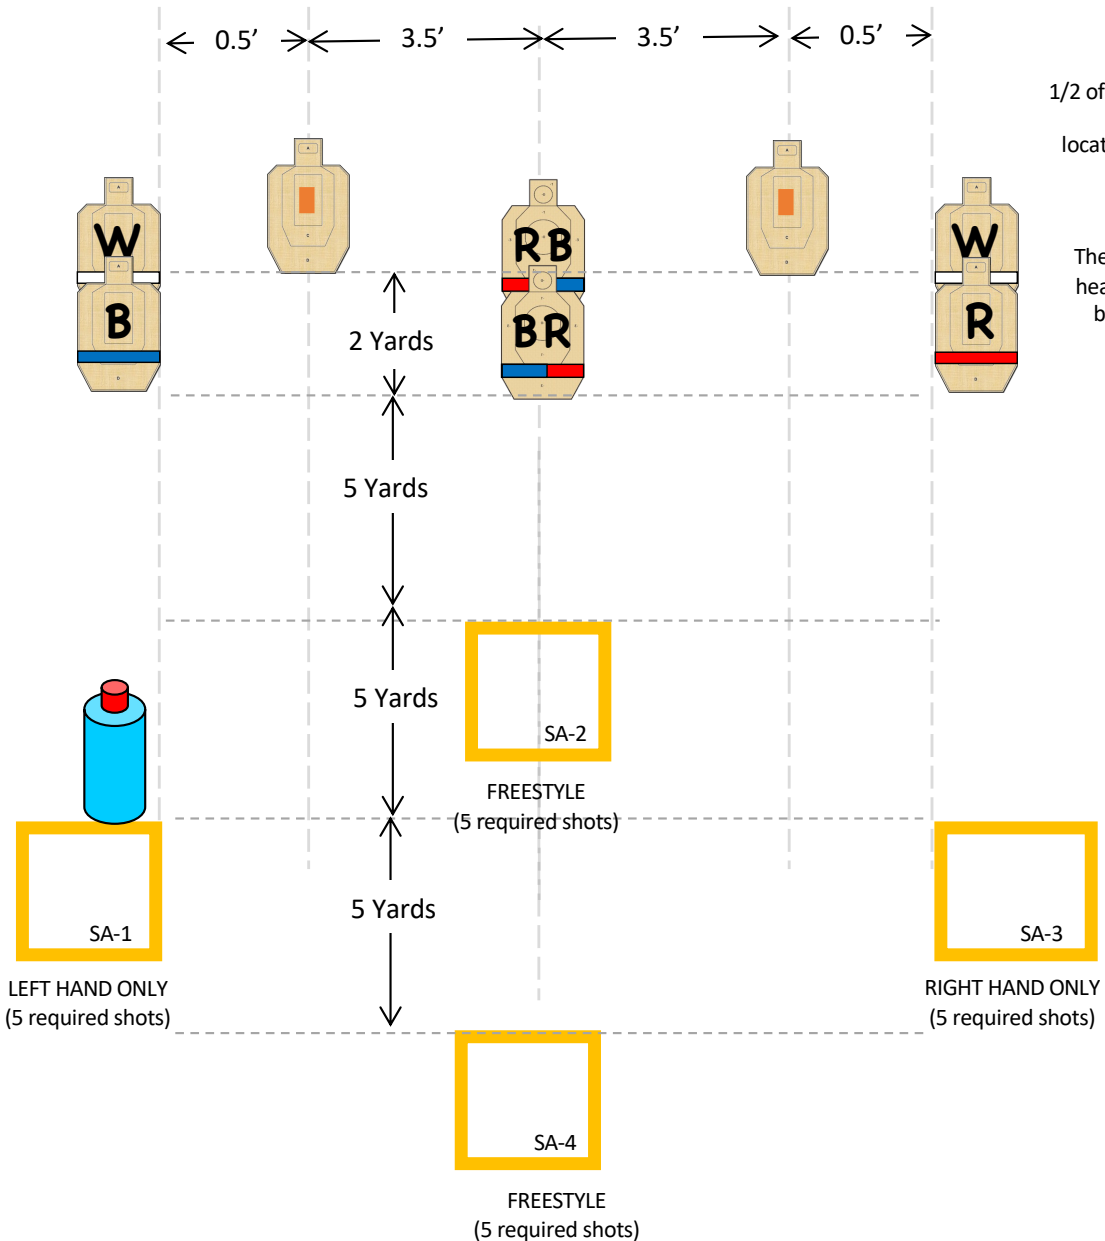 0.5’ 3.5’ 3.5’ 0.5’
1/2 of
locat
The
hea
b
W
B
RB
BR
W
R
2 Yards
5 Yards
5 Yards
SA-2
FREESTYLE
(5 required shots)
5 Yards
SA-1
LEFT HAND ONLY
(5 required shots)
SA-3
RIGHT HAND ONLY
(5 required shots)
SA-4
FREESTYLE
(5 required shots)